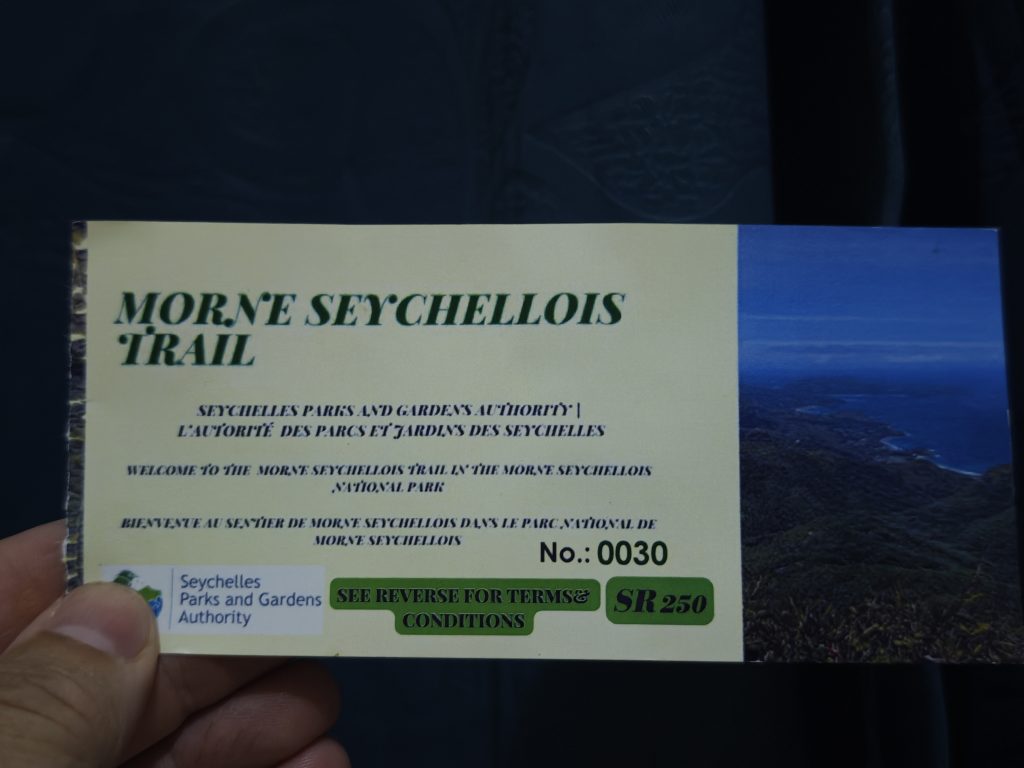 MORNE SEYCHELLOIS
TRAIL
SEYCHELLES PARKS AND GARDENS AUTHORITY |
L'AUTORITÉ DES PARCS ET JARDINS DES SEYCHELLES
WELCOME TO THE MORNE SEYCHELLOIS TRAIL IN THE MORNE SEYCHELLOIS
NATIONAL PARK
BIENVENUE AU SENTIER DE MORNE SEYCHELLOIS DANS LE PARC NATIONAL DE
MORNE SEYCHELLOIS
No.: 0030
Seychelles
Parks and Gardens
Authority
SEE REVERSE FOR TERMS&
CONDITIONS
SR 250